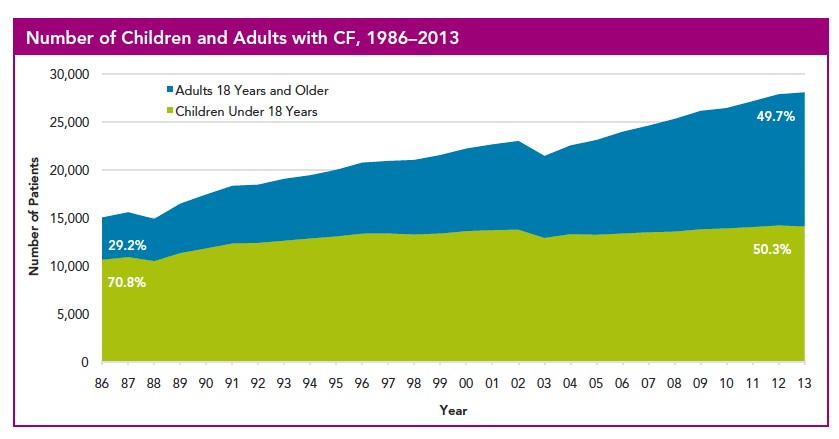 Number of Children and Adults with CF, 1986–2013
30,000
Adults 18 Years and Older
Children Under 18 Years
25,000
49.7%
20,000
Number of Patients
15,000
29.2%
50.3%
10,000
70.8%
5,000
0
86 87 88 89 90 91 92 93 94 95 96 97 98 99 00 01 02 03 04 05 06 07 08 09 10 11 12 13
Year